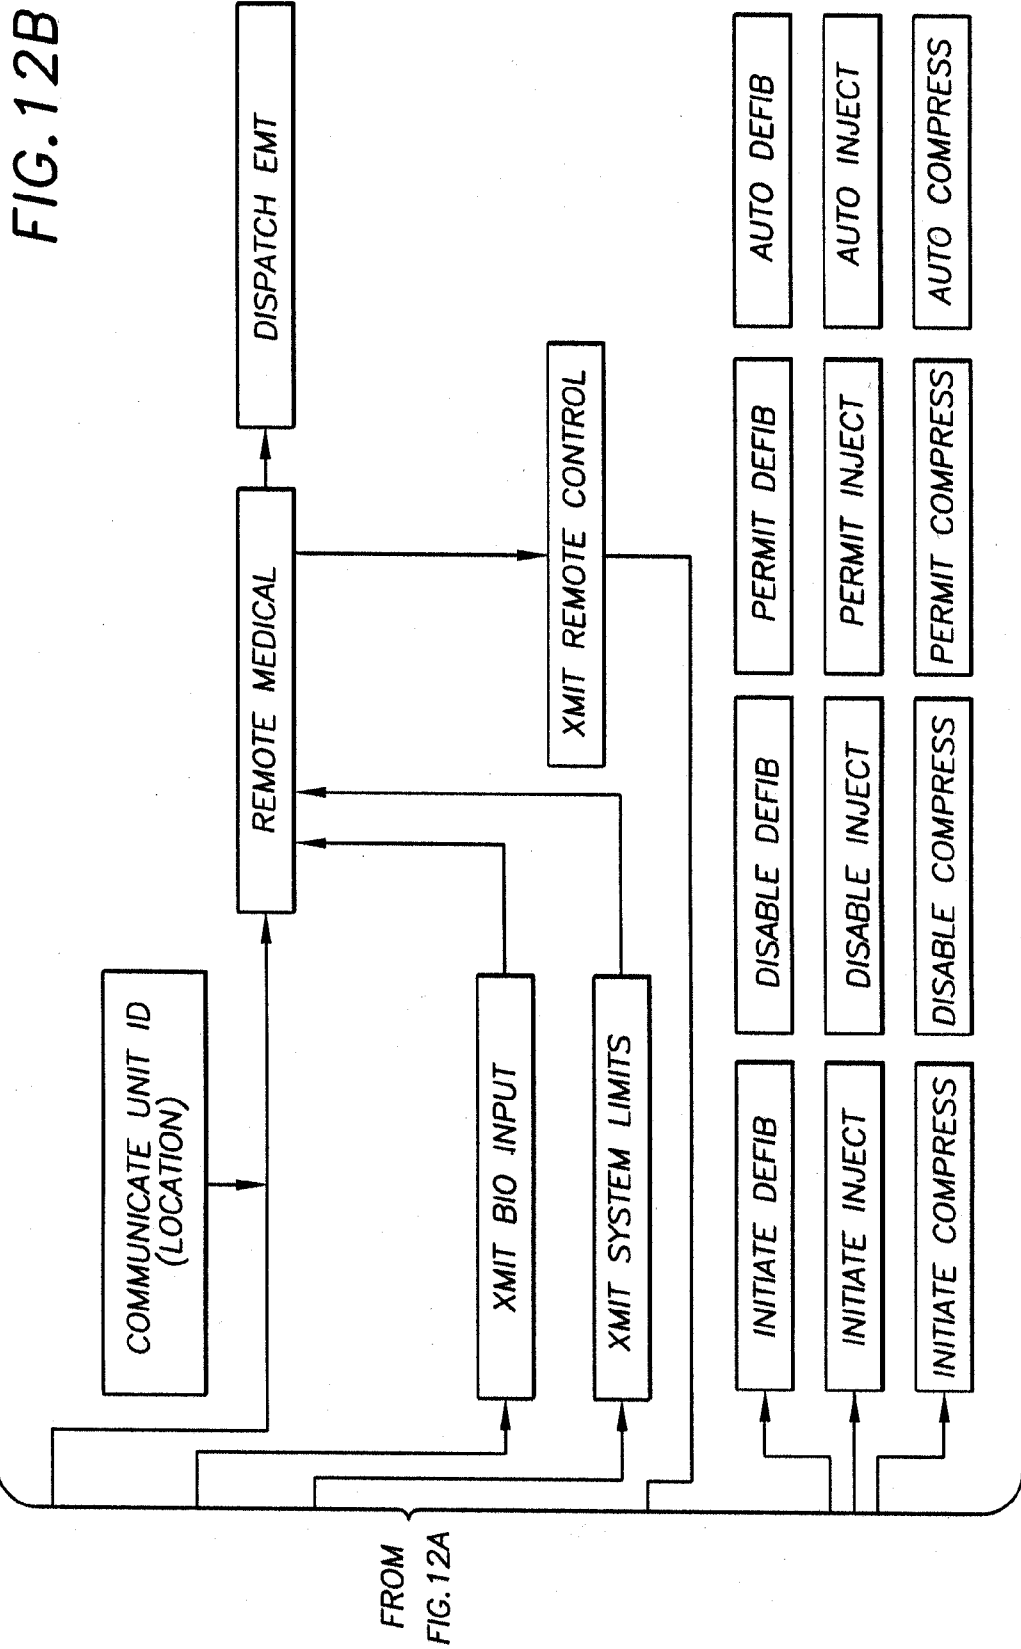 FIG. 12B
COMMUNICATE UNIT ID
(LOCATION)
REMOTE MEDICAL
DISPATCH EMT
FROM
FIG. 12A
XMIT BIO INPUT
XMIT REMOTE CONTROL
XMIT SYSTEM LIMITS
INITIATE DEFIB
DISABLE DEFIB
PERMIT DEFIB
AUTO DEFIB
INITIATE INJECT
DISABLE INJECT
PERMIT INJECT
AUTO INJECT
INITIATE COMPRESS
DISABLE COMPRESS
PERMIT COMPRESS
AUTO COMPRESS